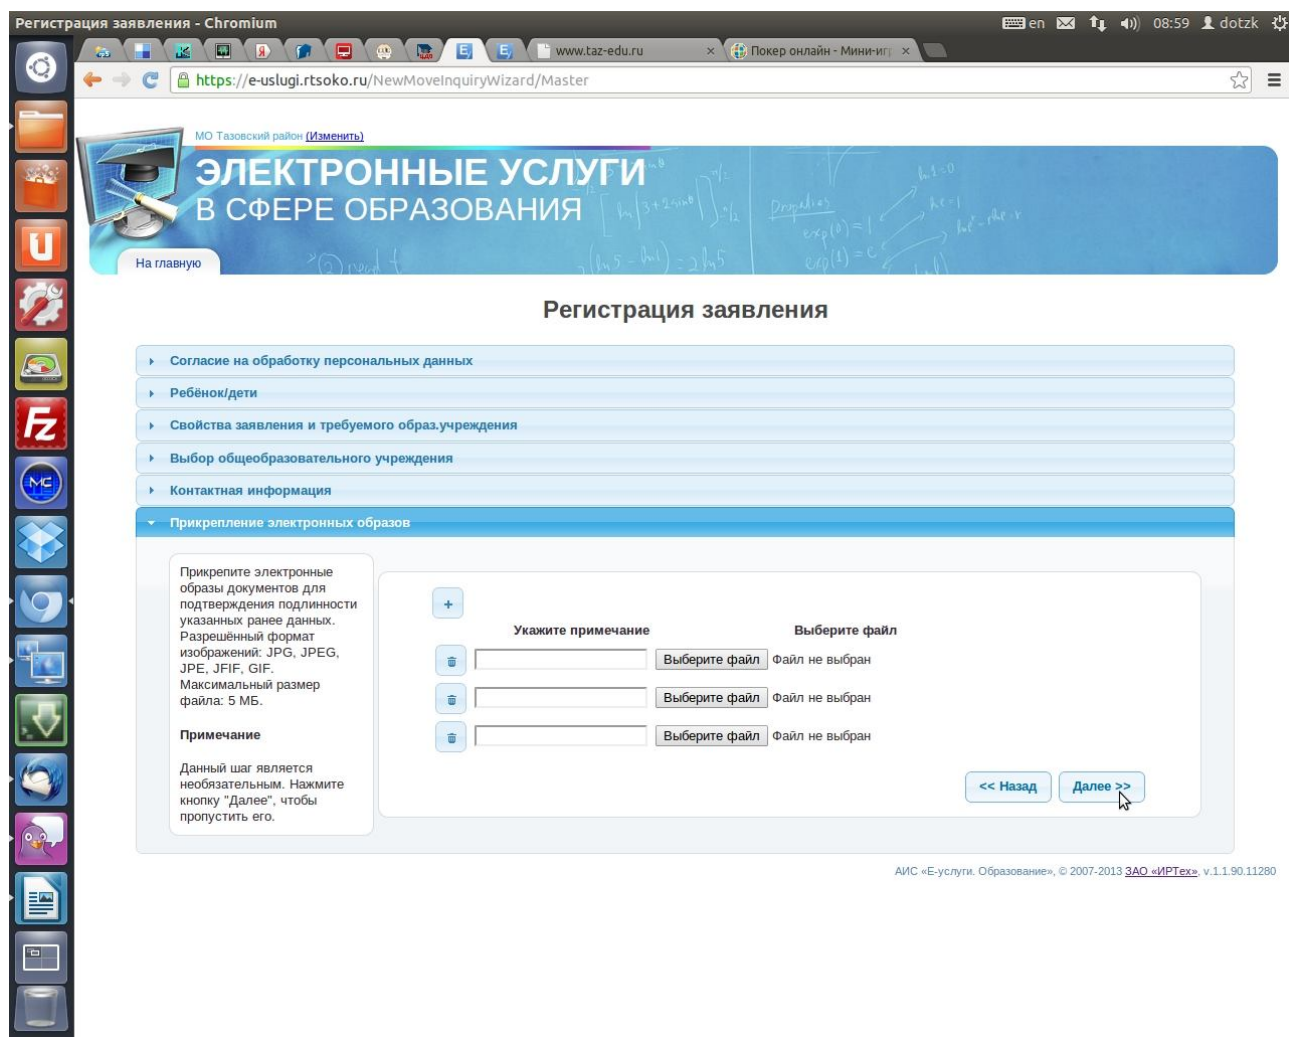 Регистрация заявления - Chromium
en
08:59
dotzk
www.taz-edu.ru
Покер онлайн - Мини-иг
https://e-uslugi.rtsoko.ru/NewMoveInquiryWizard/Master
МО Тазовский район (Изменить)
ЭЛЕКТРОННЫЕ УСЛУГИ
В СФЕРЕ ОБРАЗОВАНИЯ
На главную
Регистрация заявления
Согласие на обработку персональных данных
Ребёнок/дети
Свойства заявления и требуемого образ.учреждения
Выбор общеобразовательного учреждения
Контактная информация
Прикрепление электронных образов
Прикрепите электронные
образы документов для
подтверждения подлинности
указанных ранее данных.
Разрешённый формат
изображений: JPG, JPEG,
JPE, JFIF, GIF.
Максимальный размер
файла: 5 МБ.
Примечание
Данный шаг является
необязательным. Нажмите
кнопку "Далее", чтобы
пропустить его.
+
Укажите примечание Выберите файл
Выберите файл Файл не выбран
Выберите файл Файл не выбран
Выберите файл Файл не выбран
<< Назад Далее >>
АИС «Е-услуги. Образование», © 2007-2013 ЗАО «ИРТех», v.1.1.90.11280